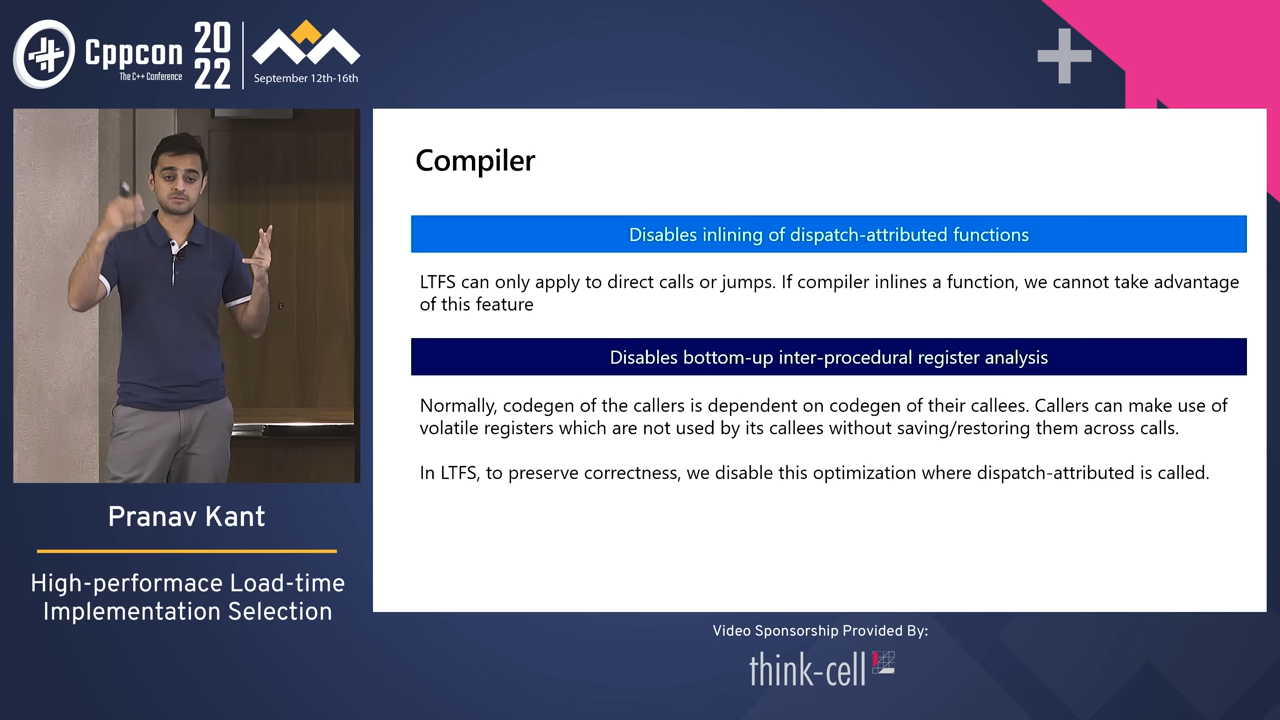 Cppcon
The C++ Conference
20
22
September 12th-16th
Compiler
Disables inlining of dispatch-attributed functions
LTFS can only apply to direct calls or jumps. If compiler inlines a function, we cannot take advantage
of this feature
Disables bottom-up inter-procedural register analysis
Normally, codegen of the callers is dependent on codegen of their callees. Callers can make use of
volatile registers which are not used by its callees without saving/restoring them across calls.
In LTFS, to preserve correctness, we disable this optimization where dispatch-attributed is called.
Pranav Kant
High-performace Load-time
Implementation Selection
Video Sponsorship Provided By:
think-cell